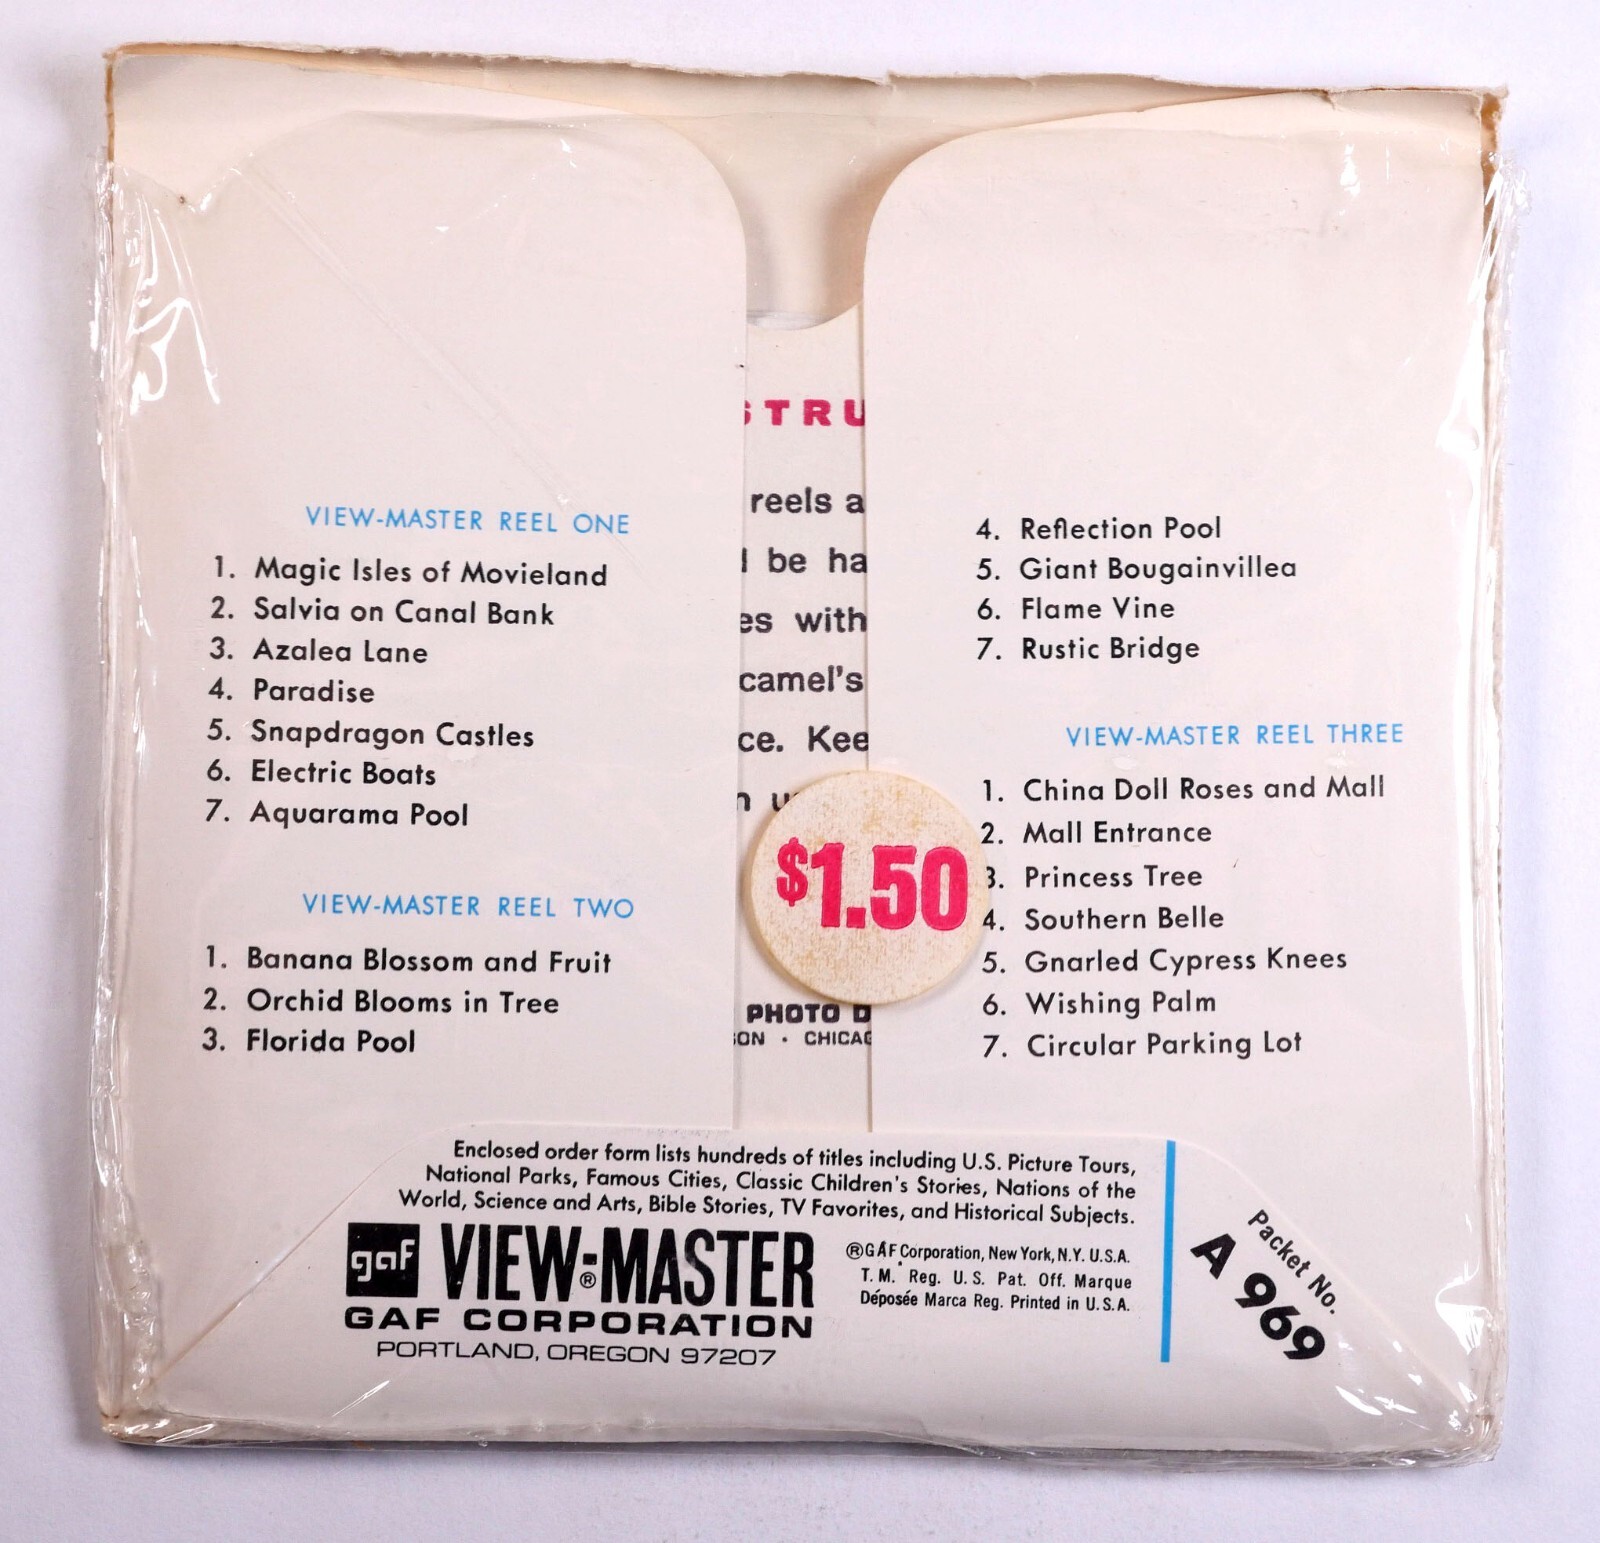 VIEW-MASTER REEL ONE
1. Magic Isles of Movieland
2. Salvia on Canal Bank
3. Azalea Lane
4. Paradise
5. Snapdragon Castles
6. Electric Boats
7. Aquarama Pool
VIEW-MASTER REEL TWO
1. Banana Blossom and Fruit
2. Orchid Blooms in Tree
3. Florida Pool
STRU
reels a
be ha
es with
camel's
ce. Kee
$1.50
PHOTO D
ON · CHICAG
4. Reflection Pool
5. Giant Bougainvillea
6. Flame Vine
7. Rustic Bridge
VIEW-MASTER REEL THREE
1. China Doll Roses and Mall
2. Mall Entrance
3. Princess Tree
4. Southern Belle
5. Gnarled Cypress Knees
6. Wishing Palm
7. Circular Parking Lot
Enclosed order form lists hundreds of titles including U.S. Picture Tours,
National Parks, Famous Cities, Classic Children's Stories, Nations of the
World, Science and Arts, Bible Stories, TV Favorites, and Historical Subjects.
gaf VIEW-MASTER®
GAF CORPORATION
PORTLAND, OREGON 97207
®GAF Corporation, New York, N.Y. U.S.A.
T.M. Reg. U.S. Pat. Off. Marque
Déposée Marca Reg. Printed in U.S.A.
Packet No.
A 969